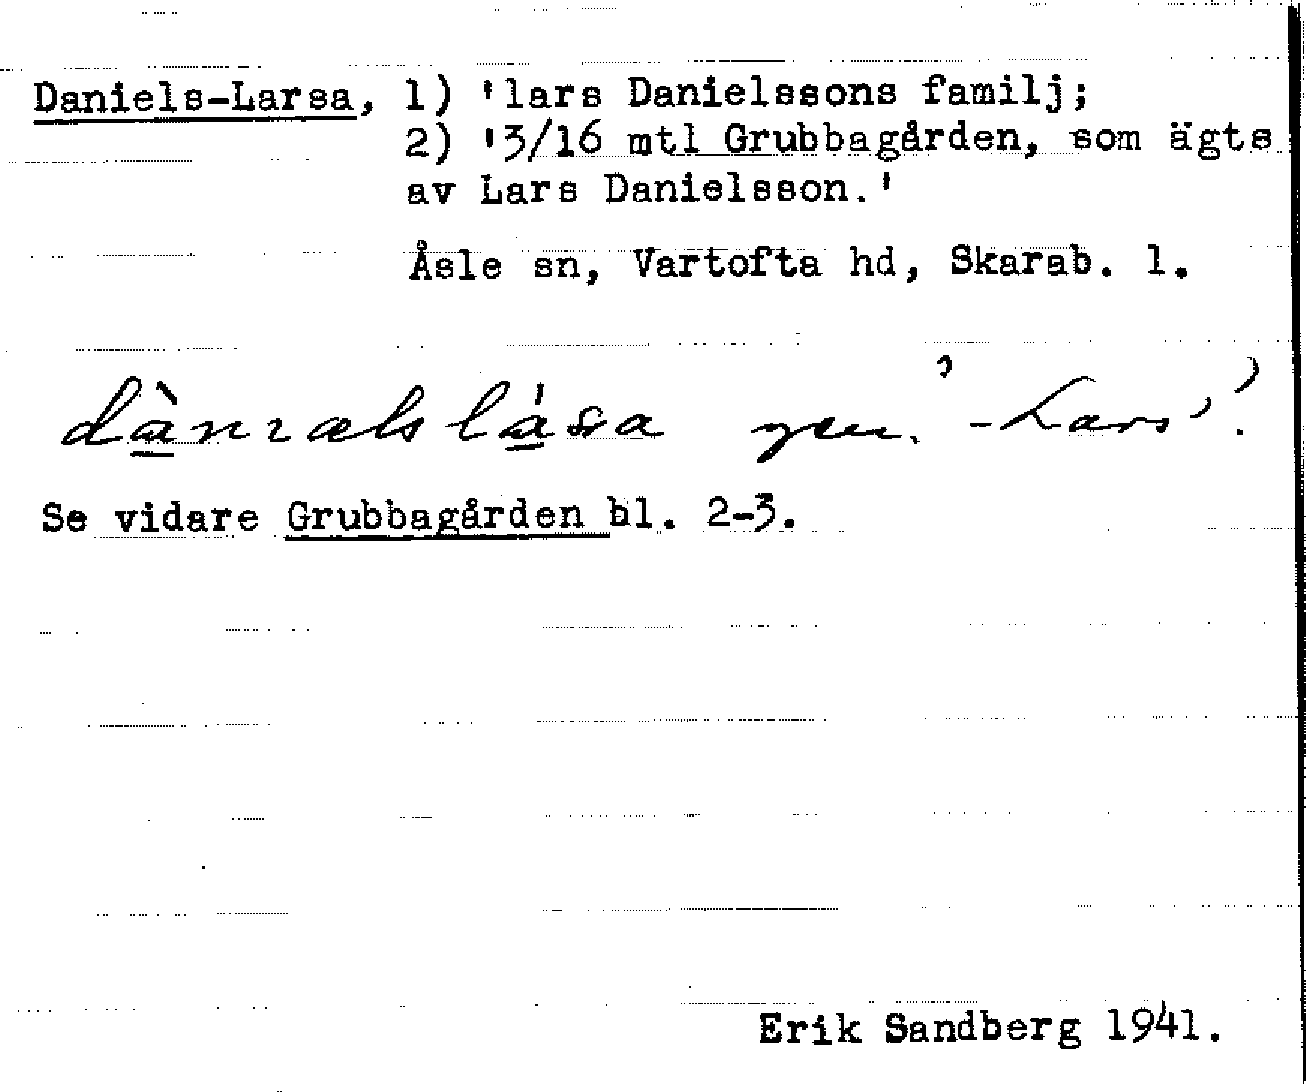 Daniels-Larsa, 1) 'lars Danielssons familj;
2) '3/16 mtl Grubbagården, som ägts
av Lars Danielsson.'
Åsle sn, Vartofta hd, Skarab. l.
gen. '-Lars'.
Se vidare Grubbagården bl. 2-3.
Erik Sandberg 1941.